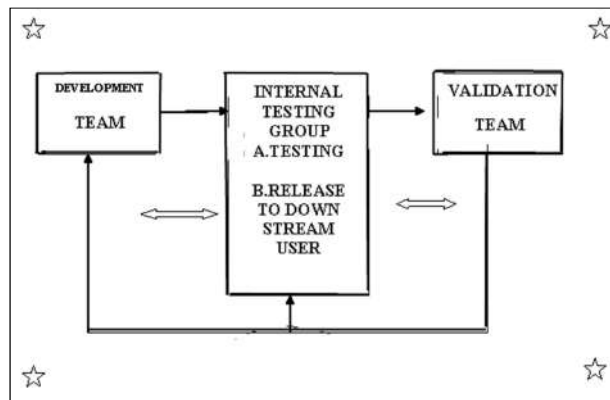 DEVELOPMENT
TEAM
INTERNAL
TESTING
GROUP
A.TESTING
B.RELEASE
TO DOWN
STREAM
USER
VALIDATION
TEAM